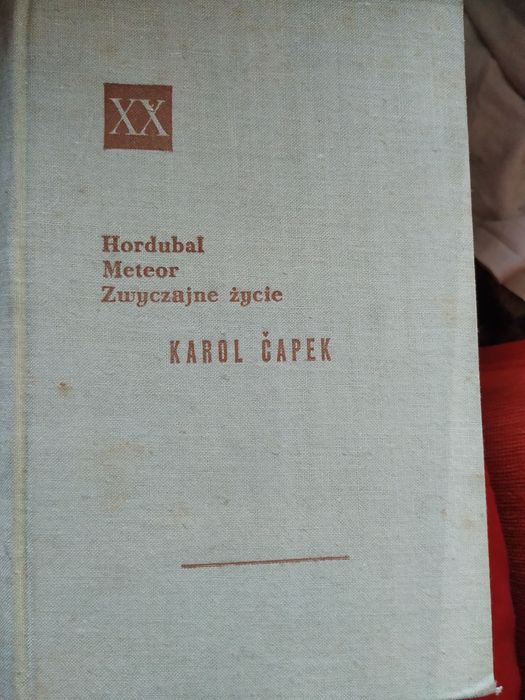 XX
Hordubal
Meteor
Zwyczajne życie
KAROL ČAPEK